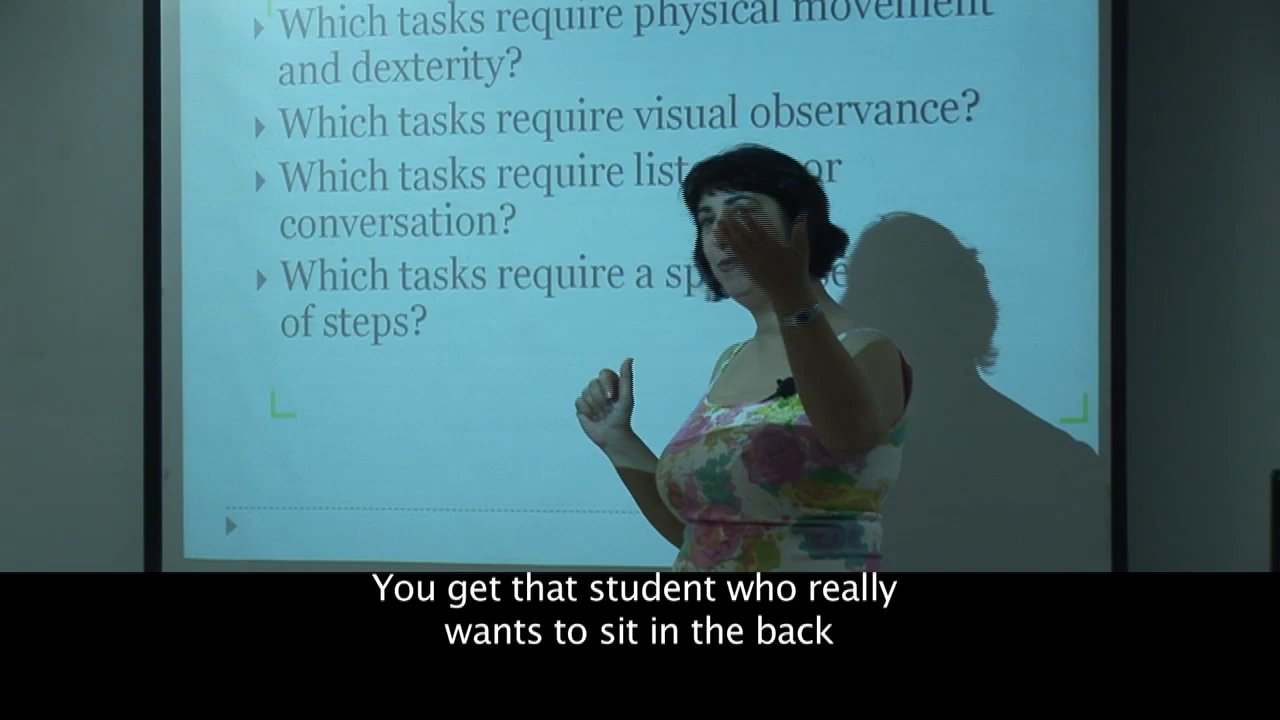 Which tasks require physical movement
and dexterity?
Which tasks require visual observance?
Which tasks require or
conversation?
Which tasks require a
of steps?
You get that student who really
wants to sit in the back